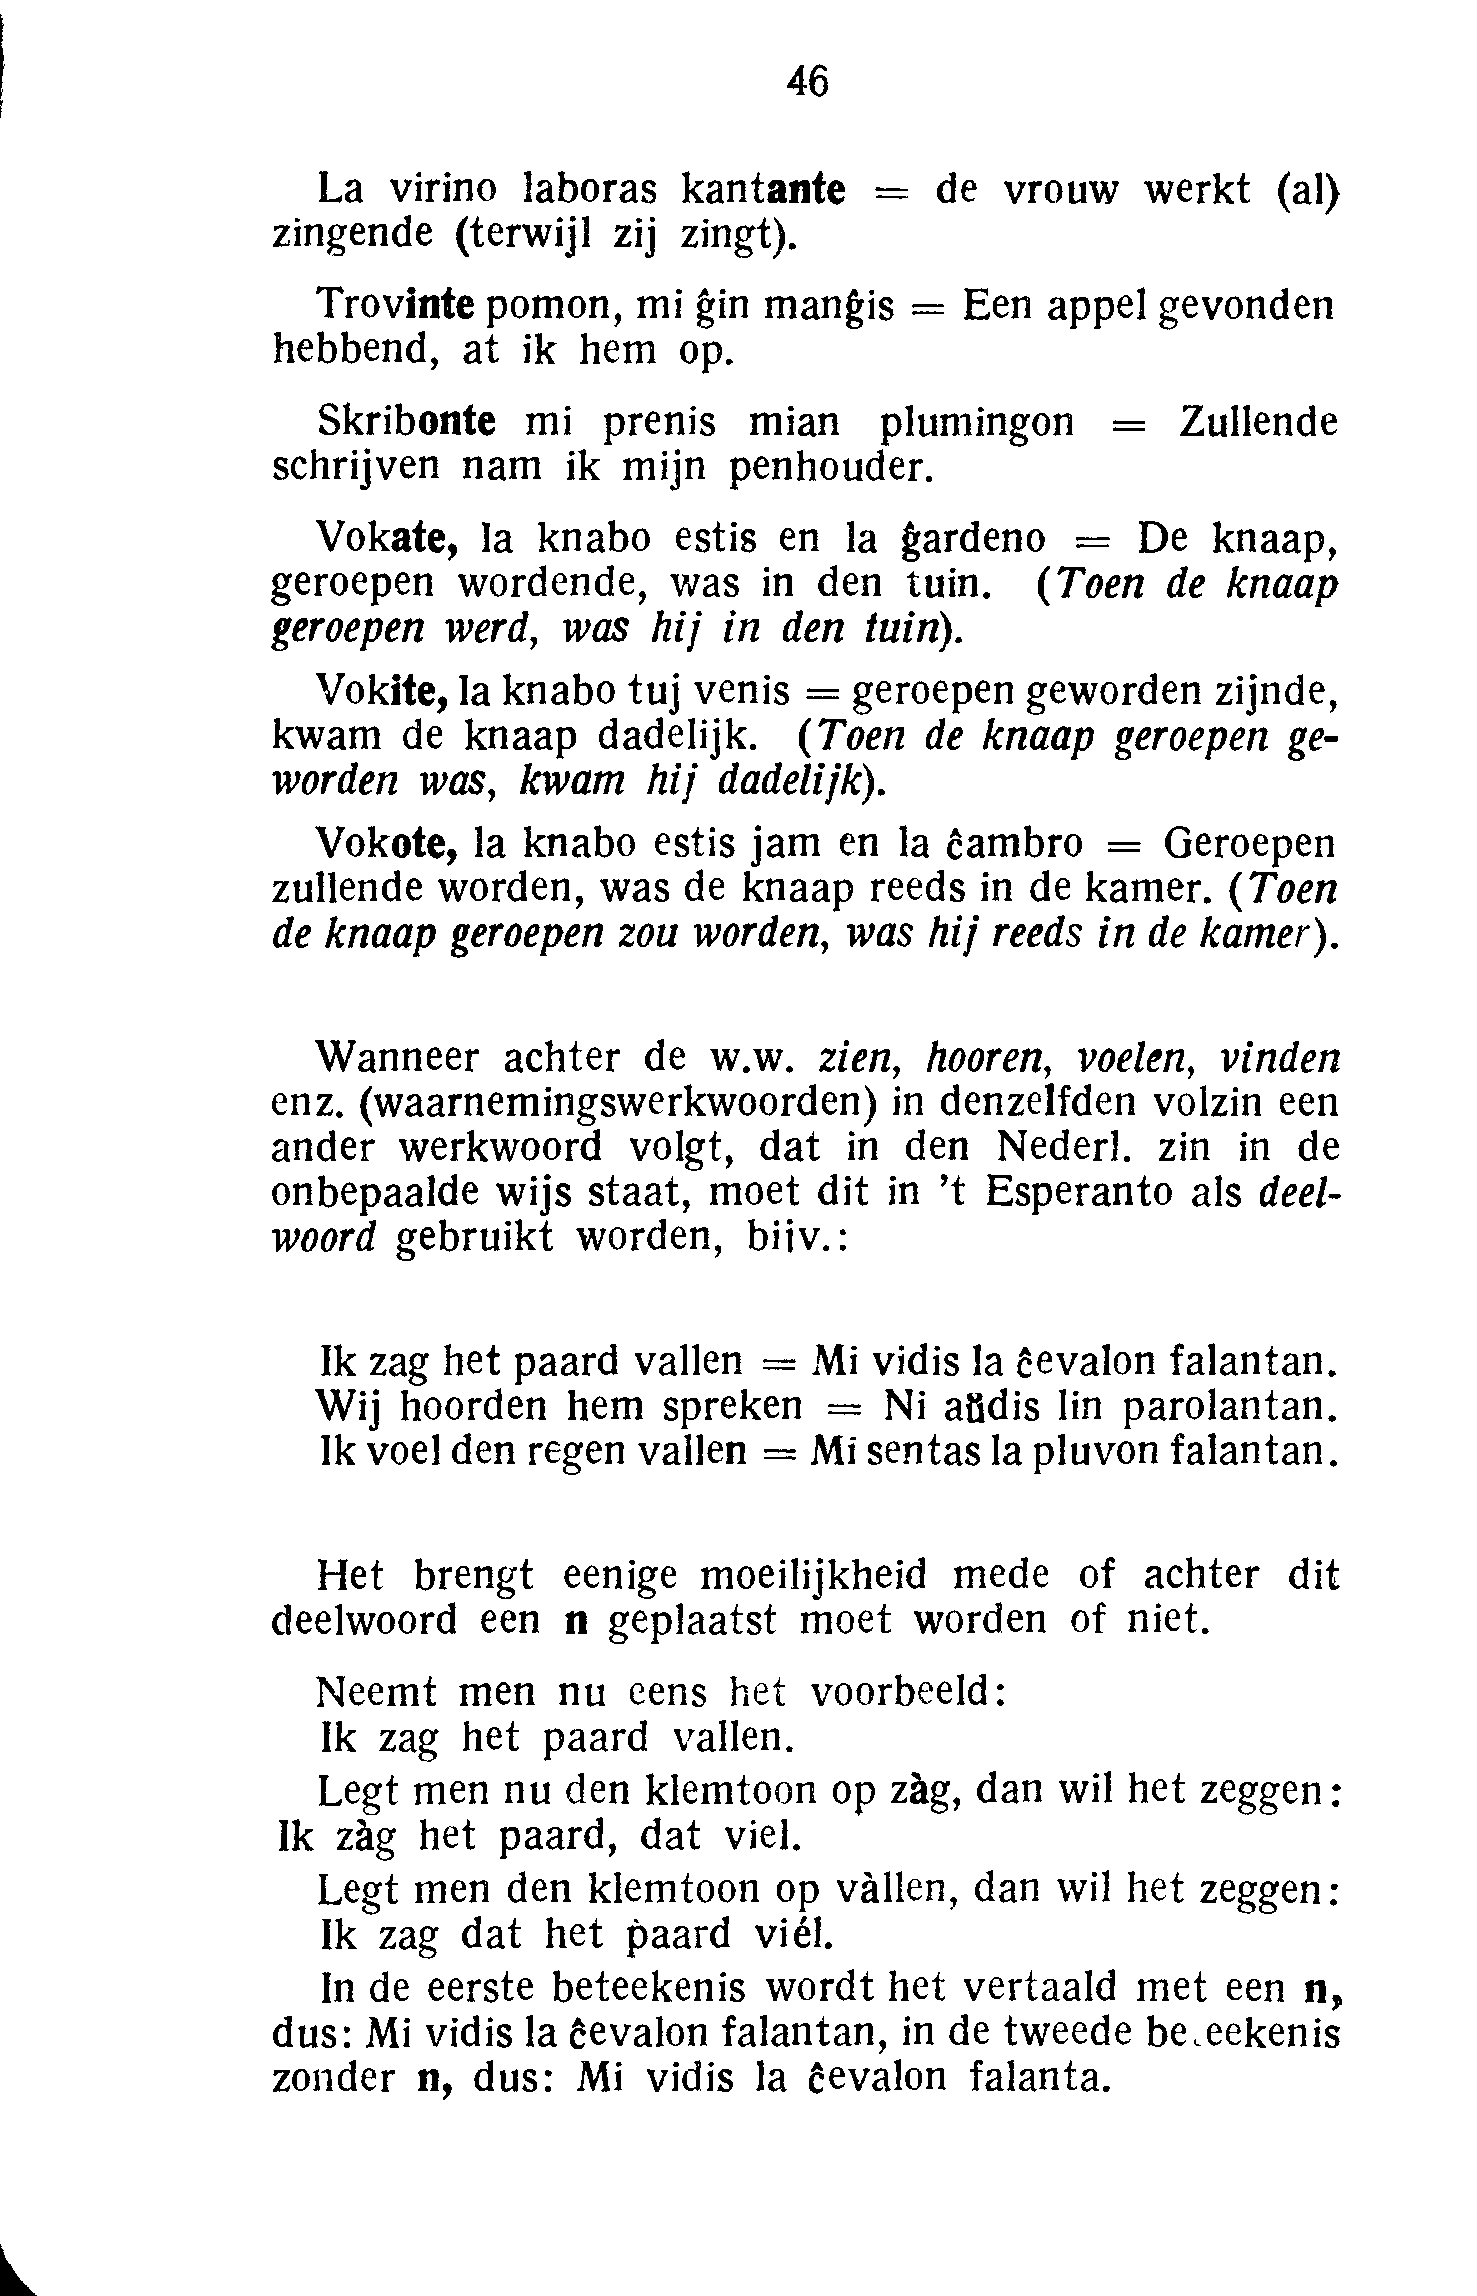 46
La virino laboras kantante = de vrouw werkt (al)
zingende (terwijl zij zingt).
Trovinte pomon, mi ĝin manĝis = Een appel gevonden
hebbend, at ik hem op.
Skribonte mi prenis mian plumingon = Zullende
schrijven nam ik mijn penhouder.
Vokate, la knabo estis en la ĝardeno = De knaap,
geroepen wordende, was in den tuin. (Toen de knaap
geroepen werd, was hij in den tuin).
Vokite, la knabo tuj venis = geroepen geworden zijnde,
kwam de knaap dadelijk. (Toen de knaap geroepen ge-
worden was, kwam hij dadelijk).
Vokote, la knabo estis jam en la ĉambro = Geroepen
zullende worden, was de knaap reeds in de kamer. (Toen
de knaap geroepen zou worden, was hij reeds in de kamer).
Wanneer achter de w.w. zien, hooren, voelen, vinden
enz. (waarnemingswerkwoorden) in denzelfden volzin een
ander werkwoord volgt, dat in den Nederl. zin in de
onbepaalde wijs staat, moet dit in 't Esperanto als deel-
woord gebruikt worden, bijv.:
Ik zag het paard vallen = Mi vidis la ĉevalon falantan.
Wij hoorden hem spreken = Ni aŭdis lin parolantan.
Ik voel den regen vallen = Mi sentas la pluvon falantan.
Het brengt eenige moeilijkheid mede of achter dit
deelwoord een n geplaatst moet worden of niet.
Neemt men nu eens het voorbeeld:
Ik zag het paard vallen.
Legt men nu den klemtoon op zàg, dan wil het zeggen:
Ik zàg het paard, dat viel.
Legt men den klemtoon op vàllen, dan wil het zeggen:
Ik zag dat het paard viél.
In de eerste beteekenis wordt het vertaald met een n,
dus: Mi vidis la ĉevalon falantan, in de tweede beteekenis
zonder n, dus: Mi vidis la ĉevalon falanta.